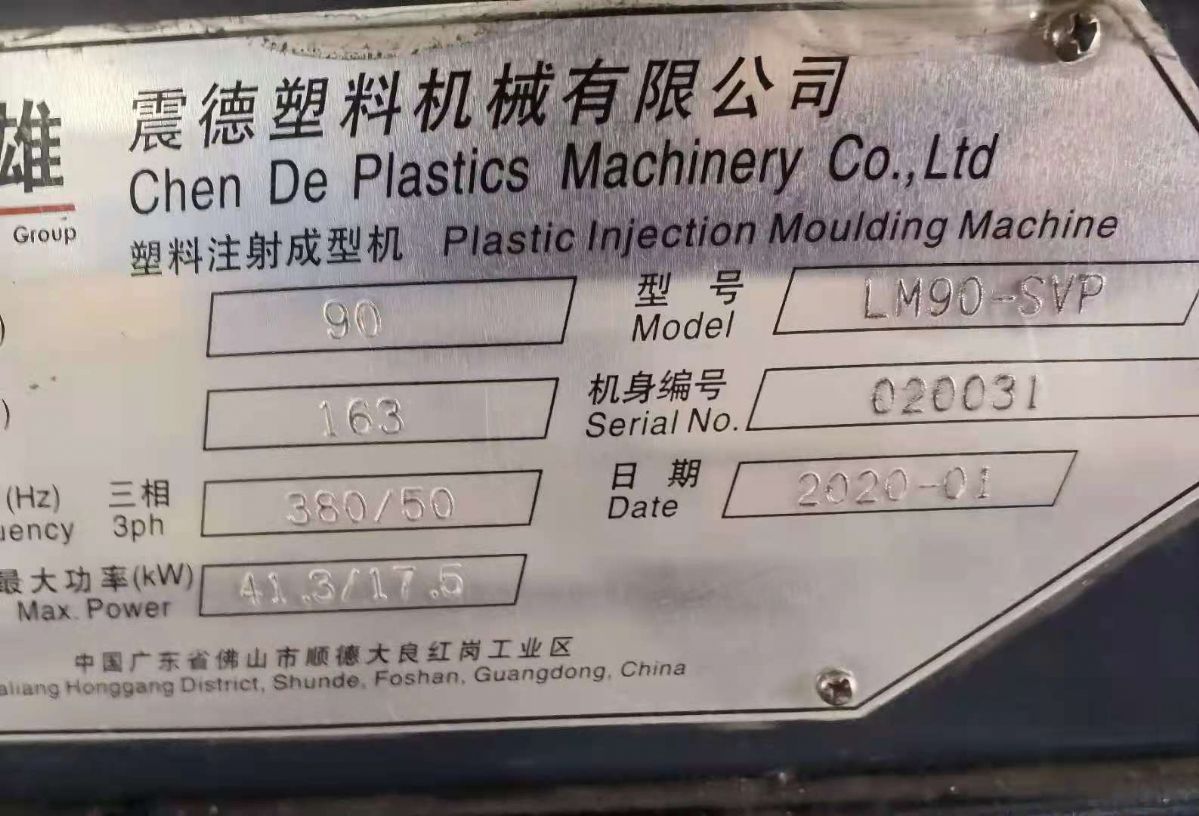 雄 震德塑料机械有限公司
Chen De Plastics Machinery Co.,Ltd
Group
塑料注射成型机 Plastic Injection Moulding Machine
90
型号 LM90-SVP
Model
163
机身编号 020031
Serial No.
(Hz) 三相 380/50
3ph
日期 2020-01
Date
最大功率(kW) 41.3/17.5
Max. Power
中国广东省佛山市顺德大良红岗工业区
Honggang District, Shunde, Foshan, Guangdong, China